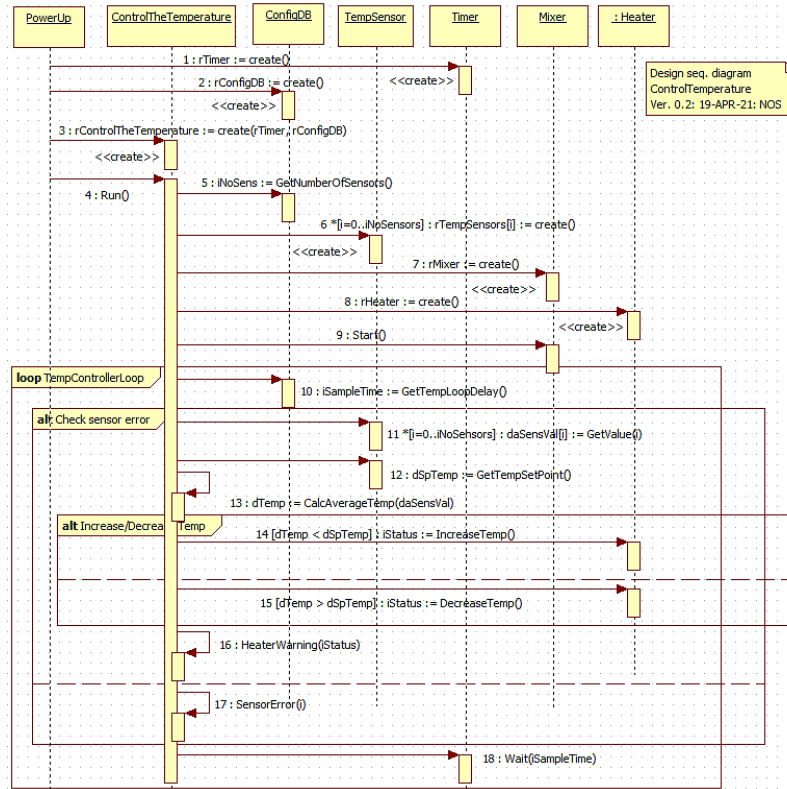 PowerUp
ControlTheTemperature
ConfigDB
TempSensor
Timer
Mixer
: Heater
1 : rTimer := create()
<<create>>
Design seq. diagram
ControlTemperature
Ver. 0.2: 19-APR-21: NOS
2 : rConfigDB := create()
<<create>>
3 : rControlTheTemperature := create(rTimer, rConfigDB)
<<create>>
4 : Run()
5 : iNoSens := GetNumberOfSensots()
6 *[i=0..iNoSensors] : rTempSensors[i] := create()
<<create>>
7 : rMixer := create()
<<create>>
8 : rHeater := create()
<<create>>
9 : Start()
loop TempControllerLoop
10 : iSampleTime := GetTempLoopDelay()
alt Check sensor error
11 *[i=0..iNoSehsors] : daSensVal[i] := GetValue(i)
12 : dSpTemp := GetTempSetPoint()
13 : dTemp := CalcAverageTemp(daSensVal)
alt Increase/Decrea Temp
14 [dTemp < dSpTemp] : iStatus := IncreaseTemp()
15 [dTemp > dSpTemp] : iStatus := DecreaseTemp()
16 : HeaterWarning(iStatus)
17 : SensorError(i)
18 : Wait(iSampleTime)